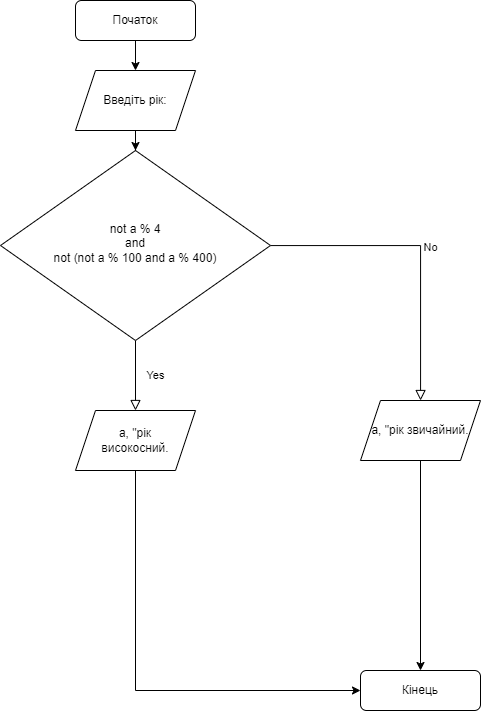 Початок
Введіть рік:
not a % 4
and
not (not a % 100 and a % 400)
No
Yes
a, "рік
високосний.
a, "рік звичайний.
Кінець